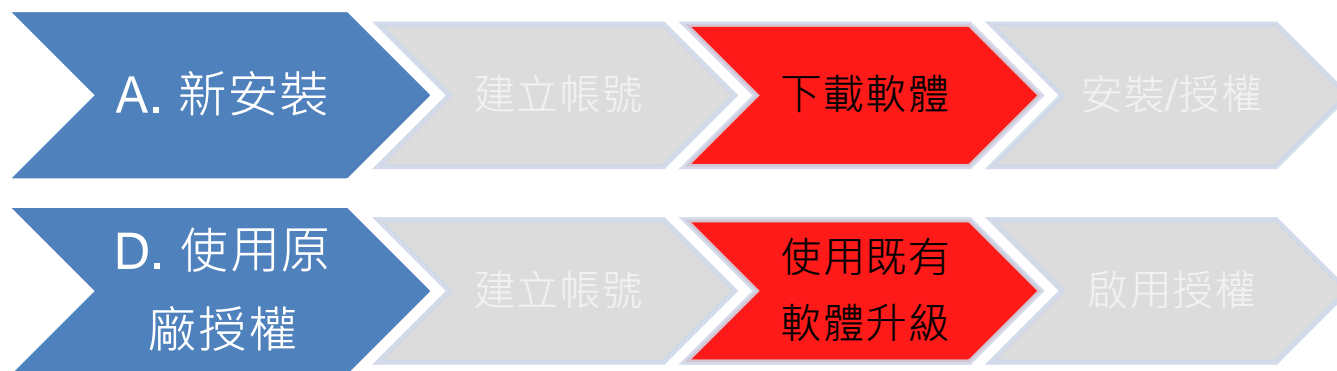 A. 新安裝
建立帳號
下載軟體
安裝/授權
D. 使用原
廠授權
建立帳號
使用既有
軟體升級
啟用授權